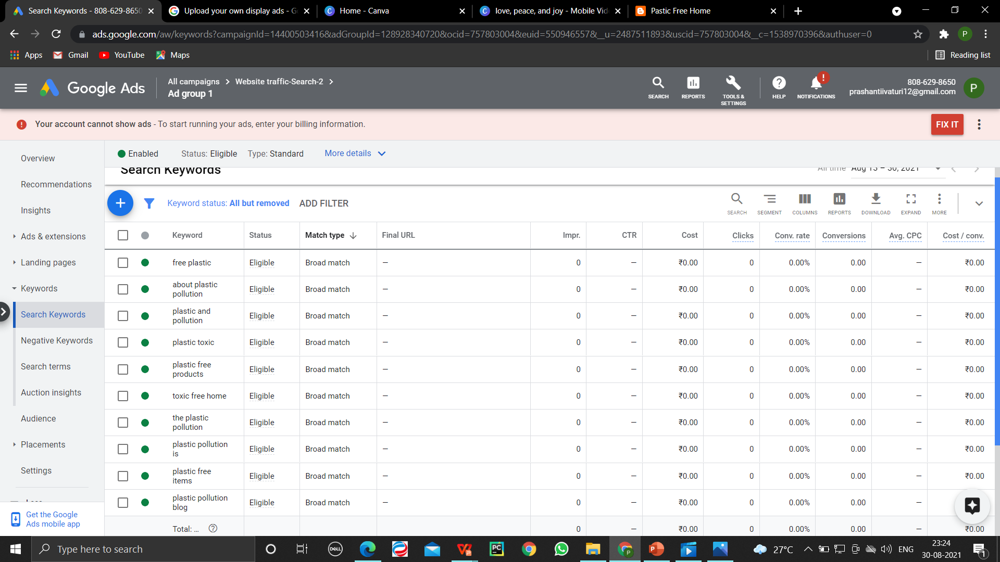 Search Keywords - 808-629-8650
Upload your own display ads - G
Home - Canva
love, peace, and joy - Mobile Vid
Pastic Free Home
ads.google.com/aw/keywords?campaignId=14400503416&adGroupId=128928340720&ocid=757803004&euid=550946557&__u=2487511893&uscid=757803004&__c=1538970396&authuser=0
P
Apps
Gmail
YouTube
Maps
Reading list
Google Ads
All campaigns > Website traffic-Search-2 >
Ad group 1
SEARCH
REPORTS
TOOLS & SETTINGS
HELP
NOTIFICATIONS
808-629-8650
prashantiivaturi12@gmail.com
P
Your account cannot show ads - To start running your ads, enter your billing information.
FIX IT
Overview
Recommendations
Insights
Ads & extensions
Landing pages
Keywords
Search Keywords
Negative Keywords
Search terms
Auction insights
Audience
Placements
Settings
Get the Google
Ads mobile app
Enabled Status: Eligible Type: Standard More details
Search Keywords
All time Aug 13 – 30, 2021
Keyword status: All but removed ADD FILTER
SEARCH SEGMENT COLUMNS REPORTS DOWNLOAD EXPAND MORE
Keyword Status Match type Final URL Impr. CTR Cost Clicks Conv. rate Conversions Avg. CPC Cost / conv.
free plastic Eligible Broad match — 0 — ₹0.00 0 0.00% 0.00 — ₹0.00
about plastic
pollution Eligible Broad match — 0 — ₹0.00 0 0.00% 0.00 — ₹0.00
plastic and
pollution Eligible Broad match — 0 — ₹0.00 0 0.00% 0.00 — ₹0.00
plastic toxic Eligible Broad match — 0 — ₹0.00 0 0.00% 0.00 — ₹0.00
plastic free
products Eligible Broad match — 0 — ₹0.00 0 0.00% 0.00 — ₹0.00
toxic free home Eligible Broad match — 0 — ₹0.00 0 0.00% 0.00 — ₹0.00
the plastic
pollution Eligible Broad match — 0 — ₹0.00 0 0.00% 0.00 — ₹0.00
plastic pollution
is Eligible Broad match — 0 — ₹0.00 0 0.00% 0.00 — ₹0.00
plastic free
items Eligible Broad match — 0 — ₹0.00 0 0.00% 0.00 — ₹0.00
plastic pollution
blog Eligible Broad match — 0 — ₹0.00 0 0.00% 0.00 —
Total: ... 0 — ₹0.00 0 0.00% 0.00 — ₹0.00
Type here to search
DELL
PC
27°C
ENG
23:24
30-08-2021
1